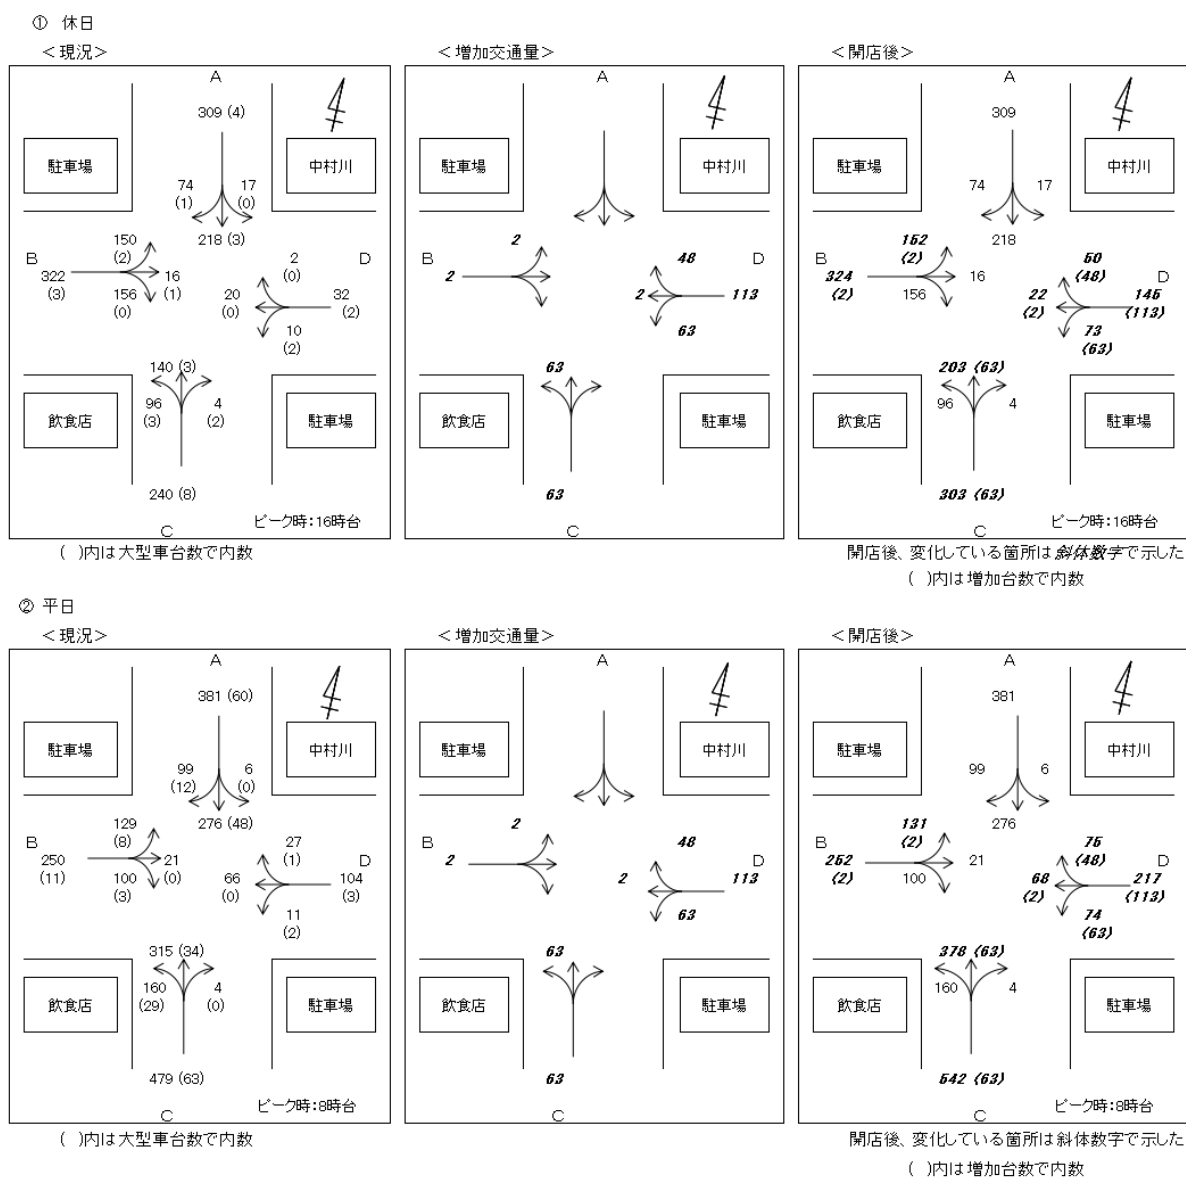 ① 休日
＜現況＞
＜増加交通量＞
＜開店後＞
A
309 (4)
駐車場
中村川
74
(1)
17
(0)
218 (3)
B
322
(3)
150
(2)
16
(1)
156
(0)
2
(0)
D
20
(0)
32
(2)
10
(2)
140 (3)
96
(3)
4
(2)
飲食店
駐車場
240 (8)
ピーク時:16時台
C
(　)内は大型車台数で内数
A
駐車場
中村川
B
2
2
48
D
2
113
63
63
飲食店
駐車場
63
C
A
309
駐車場
中村川
74
17
218
B
324
(2)
152
(2)
16
156
50
(48)
D
22
(2)
145
(113)
73
(63)
203 (63)
96
4
飲食店
駐車場
303 (63)
ピーク時:16時台
C
開店後、変化している箇所は斜体数字で示した
(　)内は増加台数で内数
② 平日
＜現況＞
＜増加交通量＞
＜開店後＞
A
381 (60)
駐車場
中村川
99
(12)
6
(0)
276 (48)
B
250
(11)
129
(8)
21
(0)
100
(3)
27
(1)
D
66
(0)
104
(3)
11
(2)
315 (34)
160
(29)
4
(0)
飲食店
駐車場
479 (63)
ピーク時:8時台
C
(　)内は大型車台数で内数
A
駐車場
中村川
B
2
2
48
D
2
113
63
63
飲食店
駐車場
63
C
A
381
駐車場
中村川
99
6
276
B
252
(2)
131
(2)
21
100
75
(48)
D
68
(2)
217
(113)
74
(63)
378 (63)
160
4
飲食店
駐車場
542 (63)
ピーク時:8時台
C
開店後、変化している箇所は斜体数字で示した
(　)内は増加台数で内数